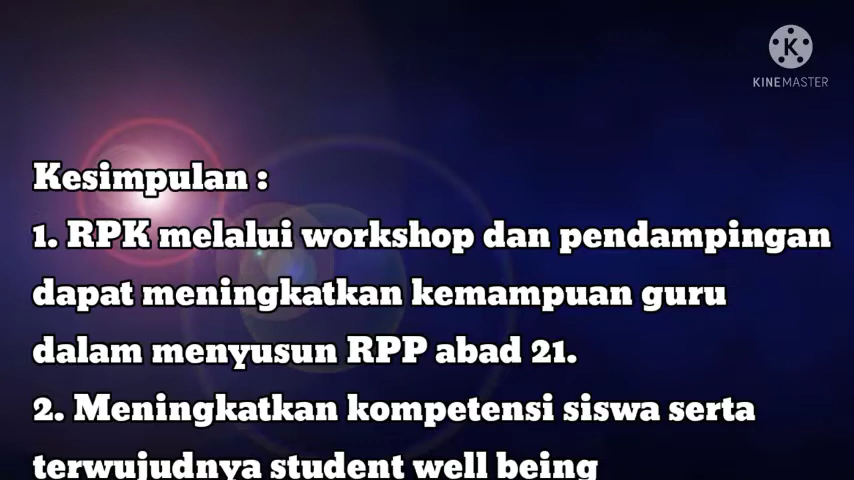 K
KINEMASTER
Kesimpulan :
1. RPK melalui workshop dan pendampingan
dapat meningkatkan kemampuan guru
dalam menyusun RPP abad 21.
2. Meningkatkan kompetensi siswa serta
terwujudnya student well being